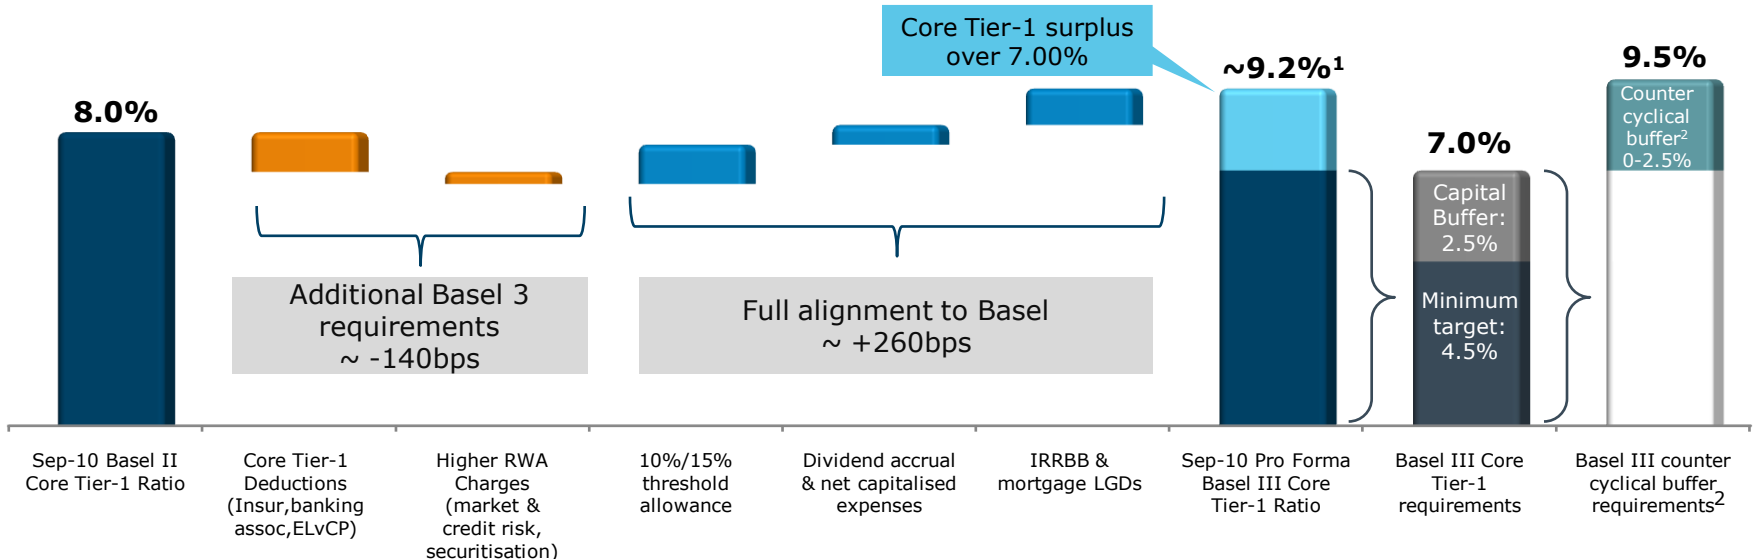 Core Tier-1 surplus
over 7.00%
8.0%
~9.2%¹
7.0%
9.5%
Counter
cyclical
buffer²
0-2.5%
Capital
Buffer:
2.5%
Minimum
target:
4.5%
Additional Basel 3
requirements
~ -140bps
Full alignment to Basel
~ +260bps
Sep-10 Basel II
Core Tier-1 Ratio
Core Tier-1
Deductions
(Insur,banking
assoc,ELvCP)
Higher RWA
Charges
(market &
credit risk,
securitisation)
10%/15%
threshold
allowance
Dividend accrual
& net capitalised
expenses
IRRBB &
mortgage LGDs
Sep-10 Pro Forma
Basel III Core
Tier-1 Ratio
Basel III Core
Tier-1
requirements
Basel III counter
cyclical buffer
requirements²